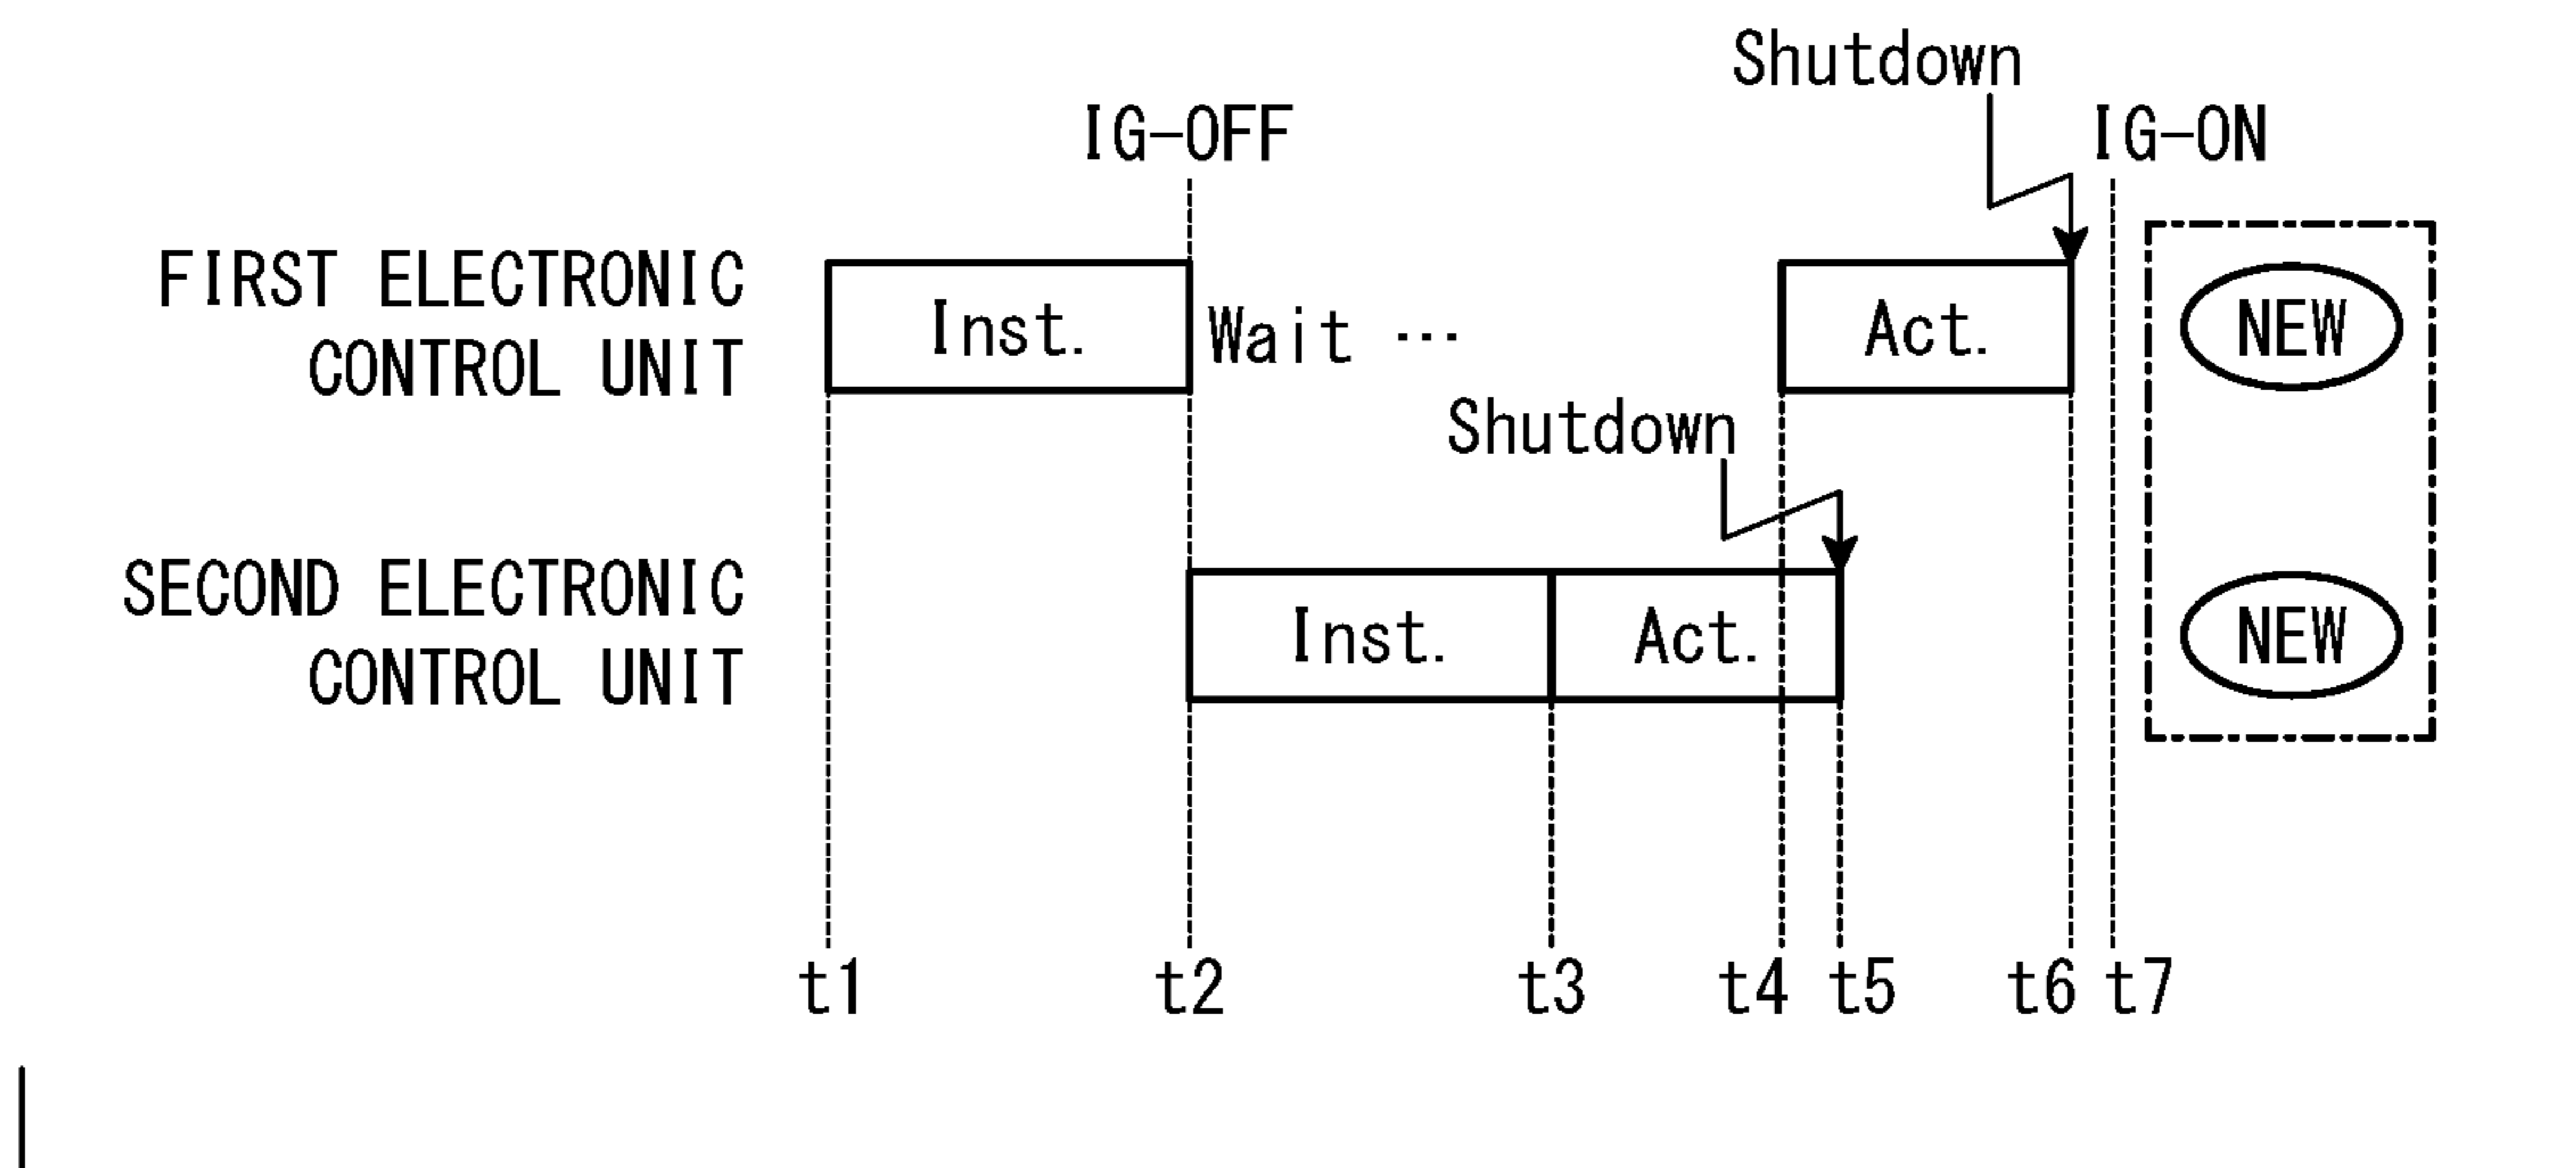 Shutdown
IG-OFF
IG-ON
FIRST ELECTRONIC
CONTROL UNIT
Inst.
Wait ···
Act.
NEW
Shutdown
SECOND ELECTRONIC
CONTROL UNIT
Inst.
Act.
NEW
t1
t2
t3
t4
t5
t6
t7